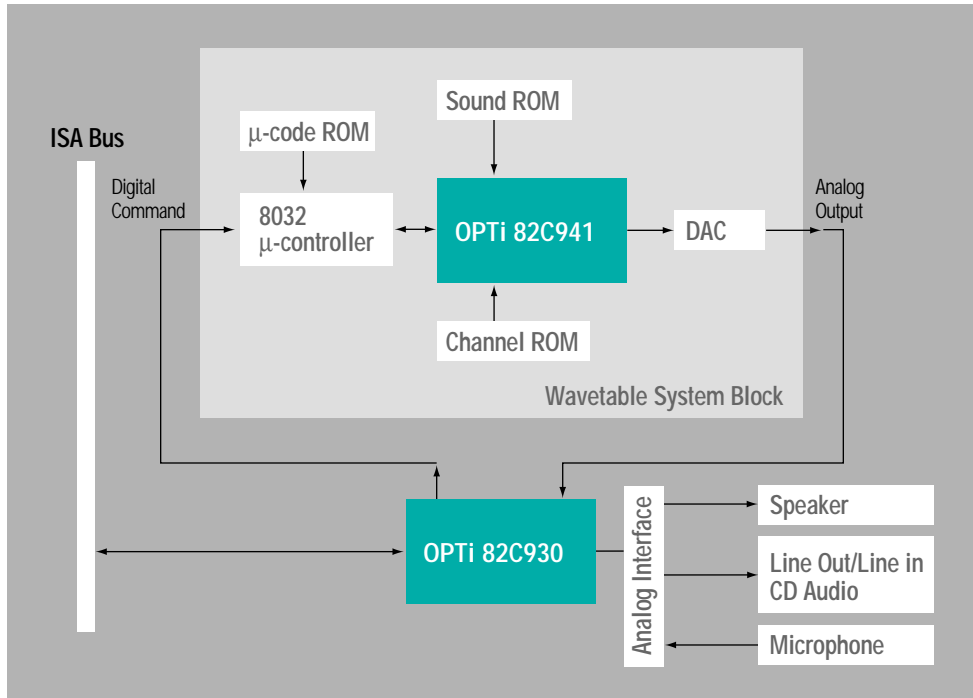 Sound ROM
μ-code ROM
ISA Bus
Digital
Command
8032
μ-controller
OPTi 82C941
DAC
Analog
Output
Channel ROM
Wavetable System Block
OPTi 82C930
Analog Interface
Speaker
Line Out/Line in
CD Audio
Microphone